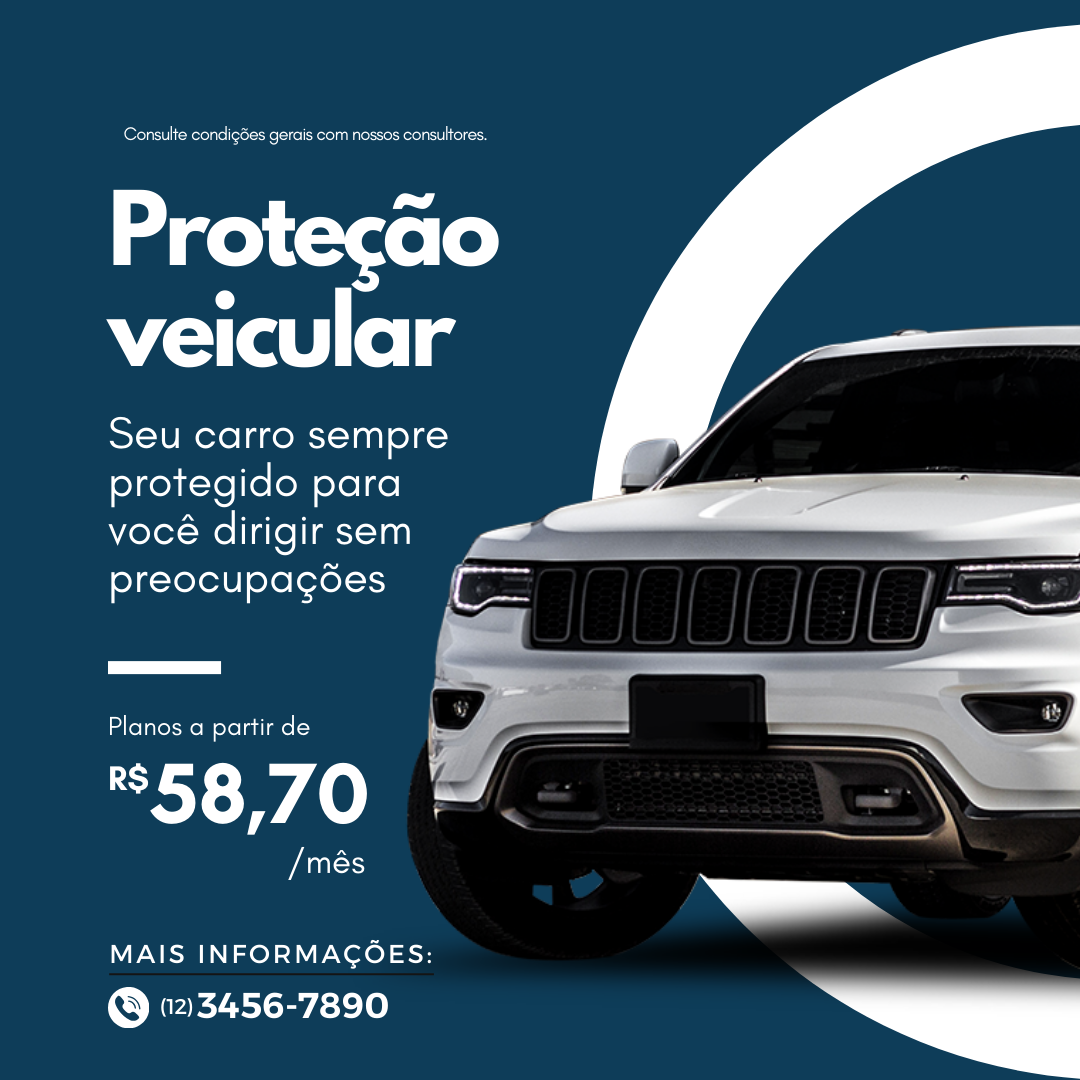 Consulte condições gerais com nossos consultores.
Proteção
veicular
Seu carro sempre
protegido para
você dirigir sem
preocupações
Planos a partir de
R$58,70
/mês
MAIS INFORMAÇÕES:
(12) 3456-7890